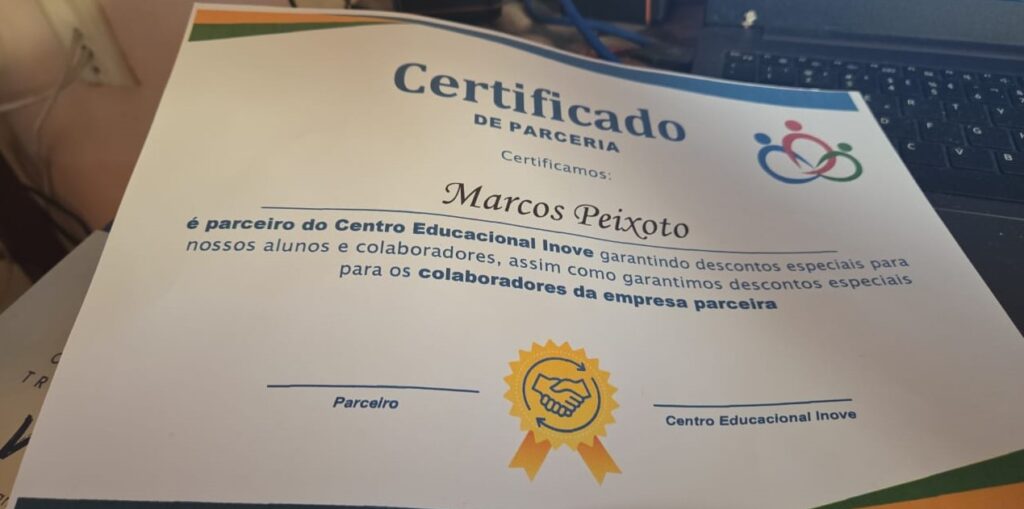 Certificado
DE PARCERIA
Certificamos:
Marcos Peixoto
é parceiro do Centro Educacional Inove garantindo descontos especiais para
nossos alunos e colaboradores, assim como garantimos descontos especiais
para os colaboradores da empresa parceira
Parceiro
Centro Educacional Inove
TR